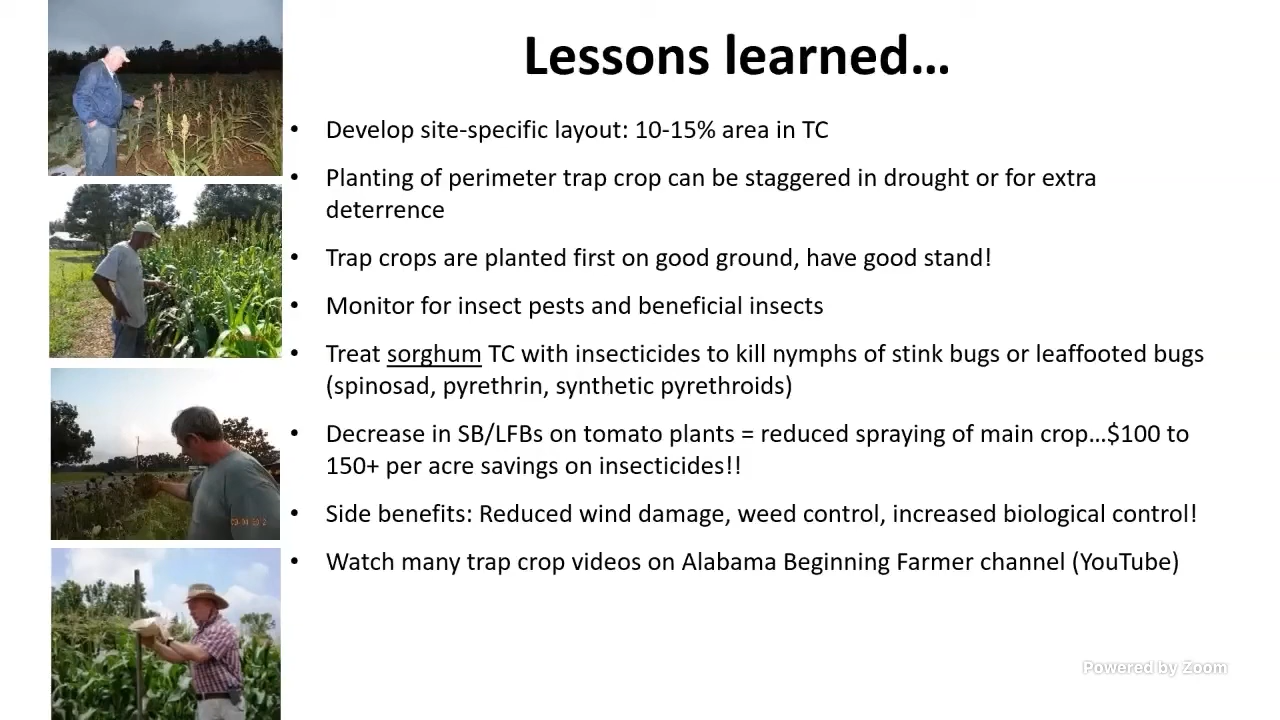 Lessons learned...
• Develop site-specific layout: 10-15% area in TC
• Planting of perimeter trap crop can be staggered in drought or for extra
deterrence
• Trap crops are planted first on good ground, have good stand!
• Monitor for insect pests and beneficial insects
• Treat sorghum TC with insecticides to kill nymphs of stink bugs or leaffooted bugs
(spinosad, pyrethrin, synthetic pyrethroids)
• Decrease in SB/LFBs on tomato plants = reduced spraying of main crop...$100 to
150+ per acre savings on insecticides!!
• Side benefits: Reduced wind damage, weed control, increased biological control!
• Watch many trap crop videos on Alabama Beginning Farmer channel (YouTube)
Powered by Zoom